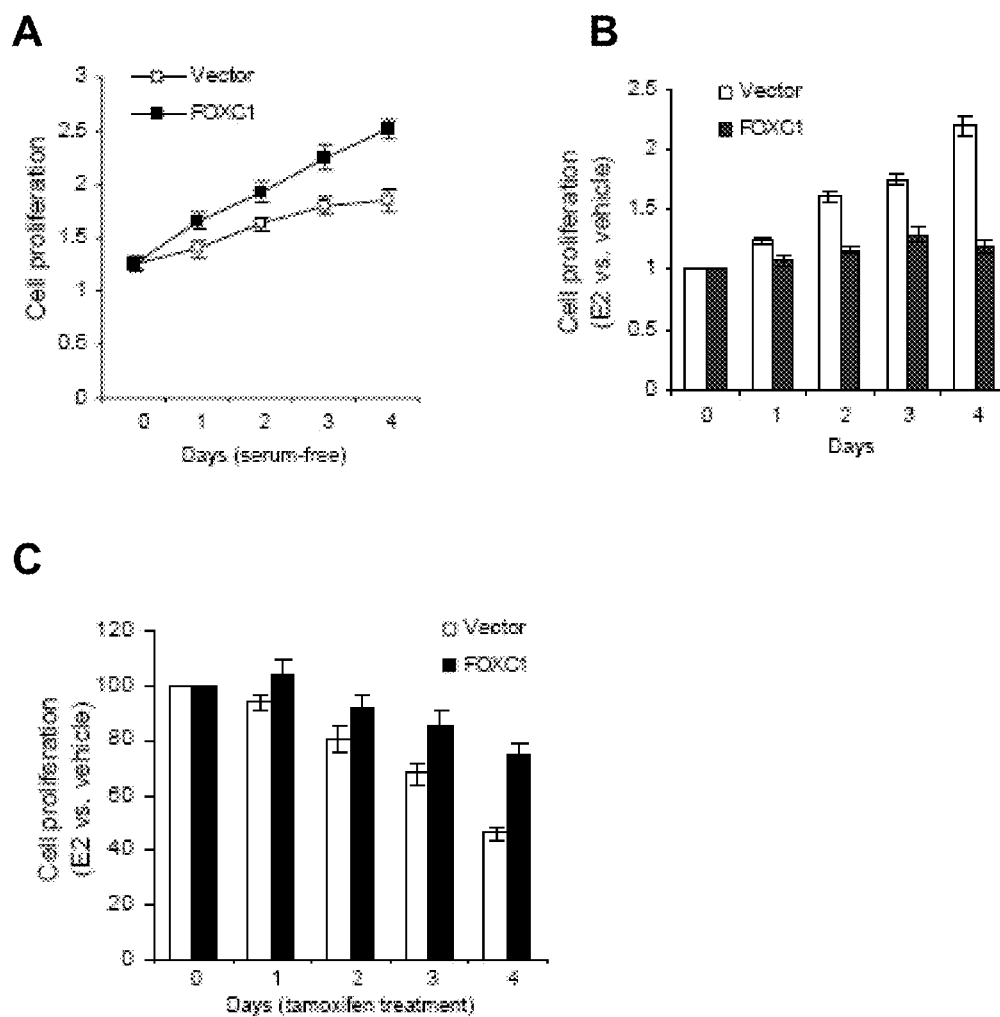 A
Vector
FOXC1
3
2.5
2
1.5
1
0.5
0
Cell proliferation
0 1 2 3 4
Days (serum-free)
B
Vector
FOXC1
2.5
2
1.5
1
0.5
0
Cell proliferation
(E2 vs. vehicle)
0 1 2 3 4
Days
C
Vector
FOXC1
120
100
80
60
40
20
0
Cell proliferation
(E2 vs. vehicle)
0 1 2 3 4
Days (tamoxifen treatment)